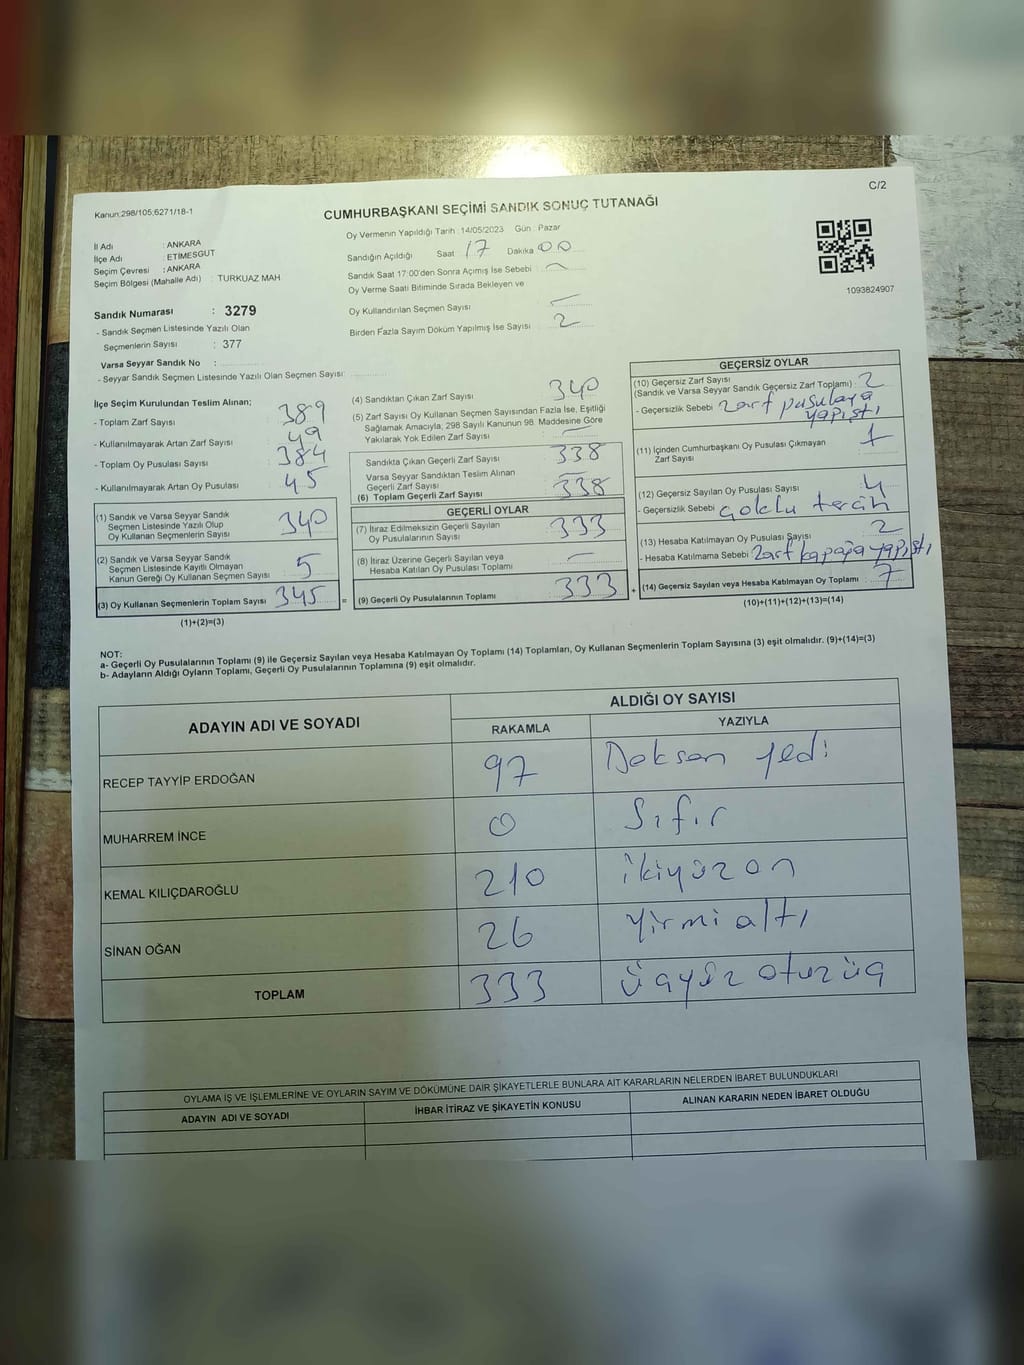 C/2
Kanun:298/105;6271/18-1
CUMHURBAŞKANI SEÇİMİ SANDIK SONUÇ TUTANAĞI
İl Adı : ANKARA
İlçe Adı : ETİMESGUT
Seçim Çevresi : ANKARA
Seçim Bölgesi (Mahalle Adı) : TURKUAZ MAH
Oy Vermenin Yapıldığı Tarih : 14/05/2023 Gün : Pazar
Sandığın Açıldığı Saat 17 Dakika 00
Sandık Saat 17:00'den Sonra Açımış İse Sebebi :
Oy Verme Saati Bitiminde Sırada Bekleyen ve
Oy Kullandırılan Seçmen Sayısı
Birden Fazla Sayım Döküm Yapılmış İse Sayısı : 2
1093824907
Sandık Numarası : 3279
- Sandık Seçmen Listesinde Yazılı Olan
Seçmenlerin Sayısı : 377
Varsa Seyyar Sandık No :
- Seyyar Sandık Seçmen Listesinde Yazılı Olan Seçmen Sayısı:
İlçe Seçim Kurulundan Teslim Alınan;
- Toplam Zarf Sayısı 389
- Kullanılmayarak Artan Zarf Sayısı 49
- Toplam Oy Pusulası Sayısı 384
- Kullanılmayarak Artan Oy Pusulası 45
(1) Sandık ve Varsa Seyyar Sandık
Seçmen Listesinde Yazılı Olup
Oy Kullanan Seçmenlerin Sayısı 340
(2) Sandık ve Varsa Seyyar Sandık
Seçmen Listesinde Kayıtlı Olmayan
Kanun Gereği Oy Kullanan Seçmen Sayısı 5
(3) Oy Kullanan Seçmenlerin Toplam Sayısı 345 =
(1)+(2)=(3)
(4) Sandıktan Çıkan Zarf Sayısı 340
(5) Zarf Sayısı Oy Kullanan Seçmen Sayısından Fazla İse, Eşitliği
Sağlamak Amacıyla; 298 Sayılı Kanunun 98. Maddesine Göre
Yakılarak Yok Edilen Zarf Sayısı
Sandıkta Çıkan Geçerli Zarf Sayısı 338
Varsa Seyyar Sandıktan Teslim Alınan
Geçerli Zarf Sayısı
(6) Toplam Geçerli Zarf Sayısı 338
GEÇERLİ OYLAR
(7) İtiraz Edilmeksizin Geçerli Sayılan
Oy Pusulalarının Sayısı 333
(8) İtiraz Üzerine Geçerli Sayılan veya
Hesaba Katılan Oy Pusulası Toplamı
(9) Geçerli Oy Pusulalarının Toplamı 333 +
GEÇERSİZ OYLAR
(10) Geçersiz Zarf Sayısı
(Sandık ve Varsa Seyyar Sandık Geçersiz Zarf Toplamı) : 2
- Geçersizlik Sebebi zarf pusulaya
yapıştı
(11) İçinden Cumhurbaşkanı Oy Pusulası Çıkmayan
Zarf Sayısı 1
(12) Geçersiz Sayılan Oy Pusulası Sayısı 4
- Geçersizlik Sebebi çoklu tercih
(13) Hesaba Katılmayan Oy Pusulası Sayısı 2
- Hesaba Katılmama Sebebi zarf kapağa yapıştı
(14) Geçersiz Sayılan veya Hesaba Katılmayan Oy Toplamı 7
(10)+(11)+(12)+(13)=(14)
NOT:
a- Geçerli Oy Pusulalarının Toplamı (9) ile Geçersiz Sayılan veya Hesaba Katılmayan Oy Toplamı (14) Toplamları, Oy Kullanan Seçmenlerin Toplam Sayısına (3) eşit olmalıdır. (9)+(14)=(3)
b- Adayların Aldığı Oyların Toplamı, Geçerli Oy Pusulalarının Toplamına (9) eşit olmalıdır.
ADAYIN ADI VE SOYADI
ALDIĞI OY SAYISI
RAKAMLA YAZIYLA
RECEP TAYYİP ERDOĞAN 97 Doksan yedi
MUHARREM İNCE 0 Sıfır
KEMAL KILIÇDAROĞLU 210 ikiyüzon
SİNAN OĞAN 26 Yirmi altı
TOPLAM 333 üçyüz otuzüç
OYLAMA İŞ VE İŞLEMLERİNE VE OYLARIN SAYIM VE DÖKÜMÜNE DAİR ŞİKAYETLERLE BUNLARA AİT KARARLARIN NELERDEN İBARET BULUNDUKLARI
ADAYIN ADI VE SOYADI İHBAR İTİRAZ VE ŞİKAYETİN KONUSU ALINAN KARARIN NEDEN İBARET OLDUĞU